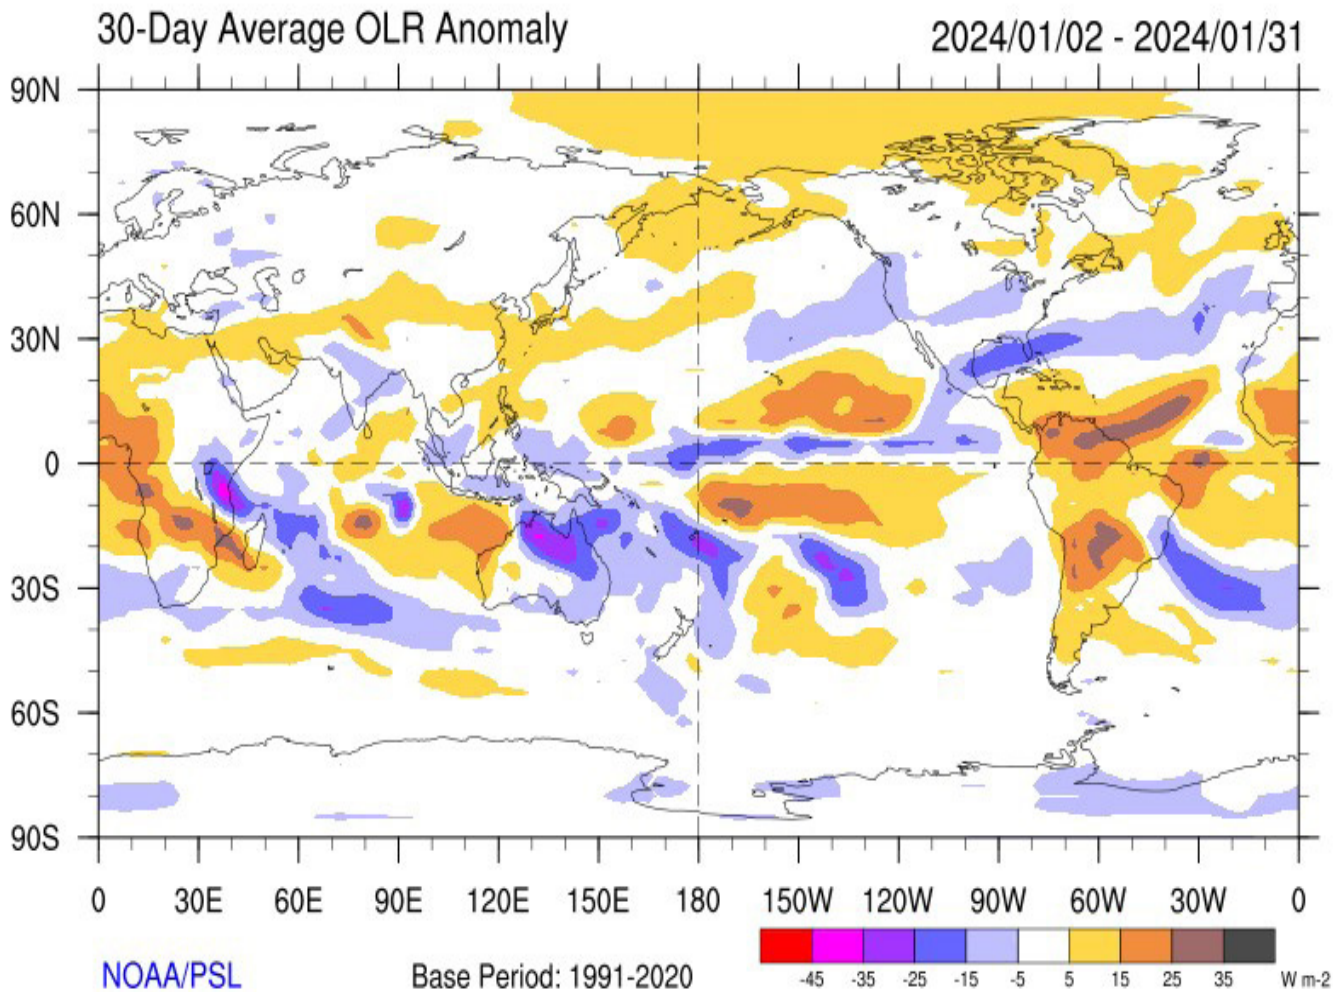 30-Day Average OLR Anomaly
2024/01/02 - 2024/01/31
90N
60N
30N
0
30S
60S
90S
0 30E 60E 90E 120E 150E 180 150W 120W 90W 60W 30W 0
-45 -35 -25 -15 -5 5 15 25 35 W m-2
NOAA/PSL
Base Period: 1991-2020